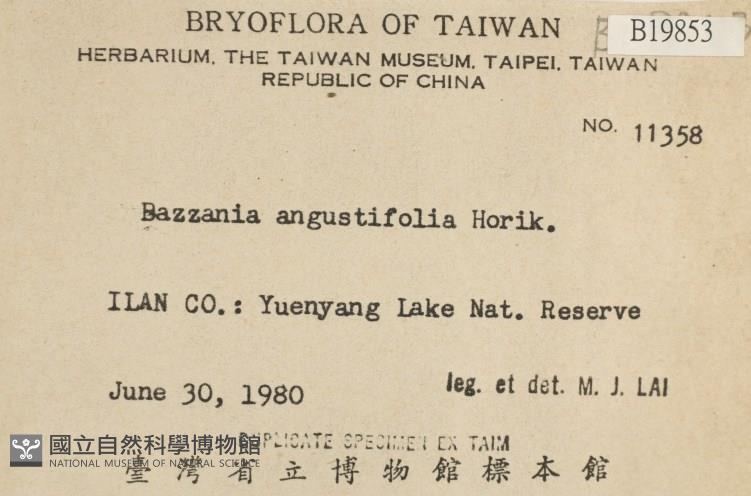 BRYOFLORA OF TAIWAN
B19853
HERBARIUM, THE TAIWAN MUSEUM, TAIPEI, TAIWAN
REPUBLIC OF CHINA
NO. 11358
Bazzania angustifolia Horik.
ILAN CO.: Yuenyang Lake Nat. Reserve
June 30, 1980
leg. et det. M. J. LAI
DUPLICATE SPECIMEN EX TAIM
國立自然科學博物館
NATIONAL MUSEUM OF NATURAL SCIENCE
臺灣省立博物館標本館